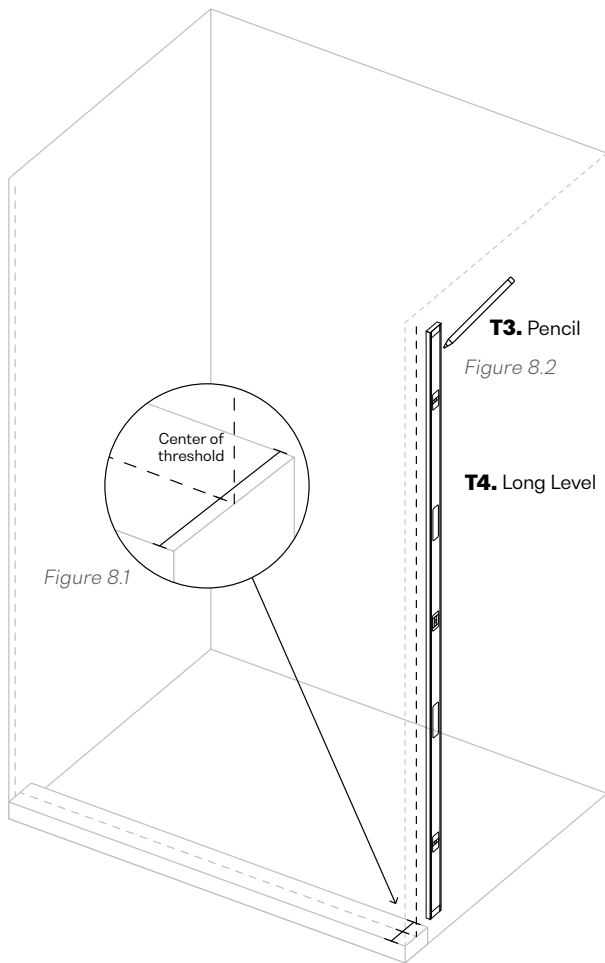 T3. Pencil
Figure 8.2
Center of
threshold
T4. Long Level
Figure 8.1